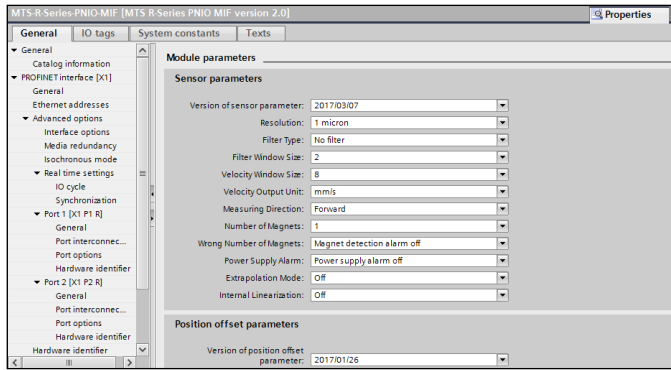 MTS-R-Series-PNIO-MIF [MTS R-Series PNIO MIF version 2.0]
Properties
General
IO tags
System constants
Texts
General
Catalog information
PROFINET interface [X1]
General
Ethernet addresses
Advanced options
Interface options
Media redundancy
Isochronous mode
Real time settings
IO cycle
Synchronization
Port 1 [X1 P1 R]
General
Port interconnec...
Port options
Hardware identifier
Port 2 [X1 P2 R]
General
Port interconnec...
Port options
Hardware identifier
Hardware identifier
Module parameters
Sensor parameters
Version of sensor parameter: 2017/03/07
Resolution: 1 micron
Filter Type: No filter
Filter Window Size: 2
Velocity Window Size: 8
Velocity Output Unit: mm/s
Measuring Direction: Forward
Number of Magnets: 1
Wrong Number of Magnets: Magnet detection alarm off
Power Supply Alarm: Power supply alarm off
Extrapolation Mode: Off
Internal Linearization: Off
Position offset parameters
Version of position offset
parameter: 2017/01/26